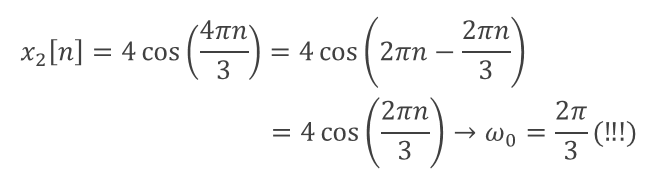 x₂[n] = 4 cos(4πn/3) = 4 cos(2πn − 2πn/3)
= 4 cos(2πn/3) → ω₀ = 2π/3 (!!!)